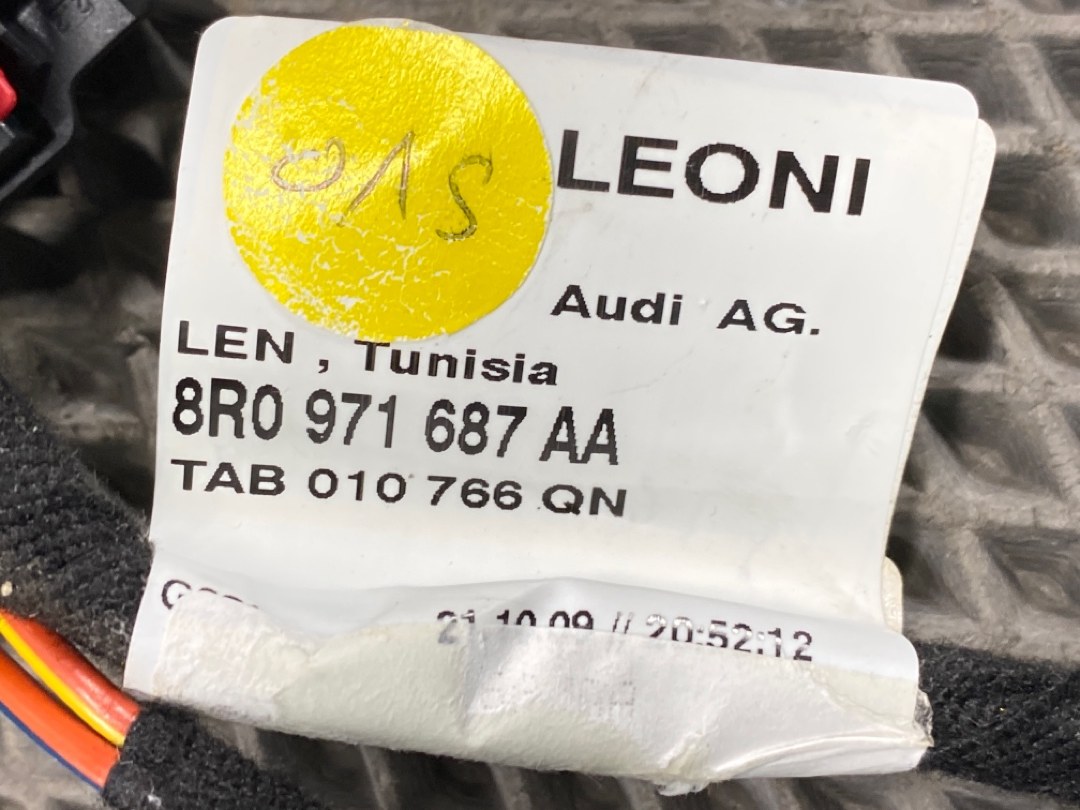 01S
LEONI
Audi AG.
LEN , Tunisia
8R0 971 687 AA
TAB 010 766 QN
21.10.09 // 20:52:12